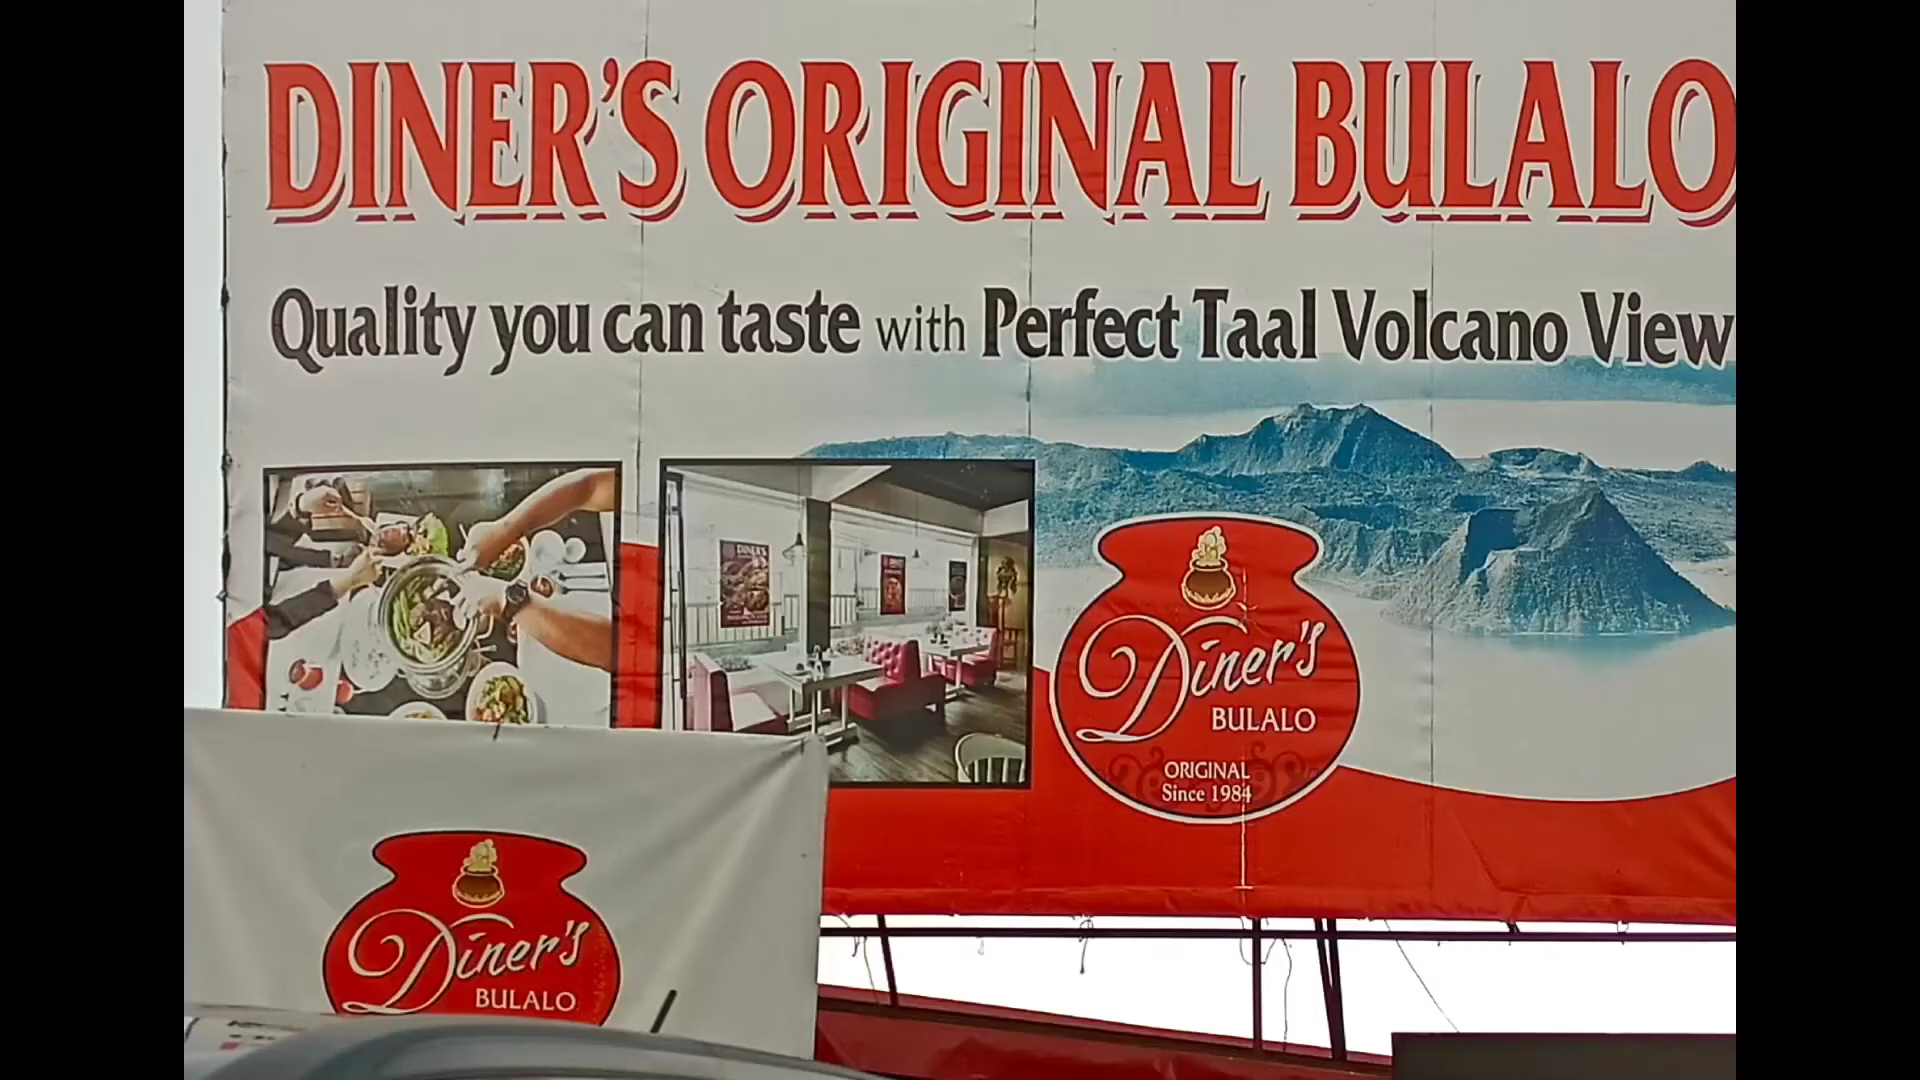 DINER'S ORIGINAL BULALO
Quality you can taste with Perfect Taal Volcano View
DINER'S
Diner's
BULALO
ORIGINAL
Since 1984
Diner's
BULALO